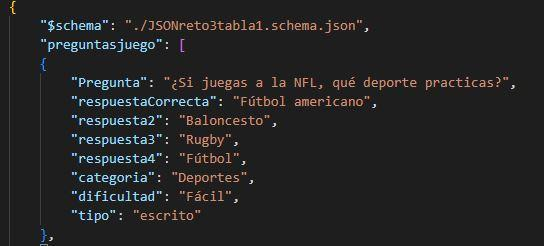 {
"$schema": "./JSONreto3tabla1.schema.json",
"preguntasjuego": [
{
"Pregunta": "¿Si juegas a la NFL, qué deporte practicas?",
"respuestaCorrecta": "Fútbol americano",
"respuesta2": "Baloncesto",
"respuesta3": "Rugby",
"respuesta4": "Fútbol",
"categoria": "Deportes",
"dificultad": "Fácil",
"tipo": "escrito"
},